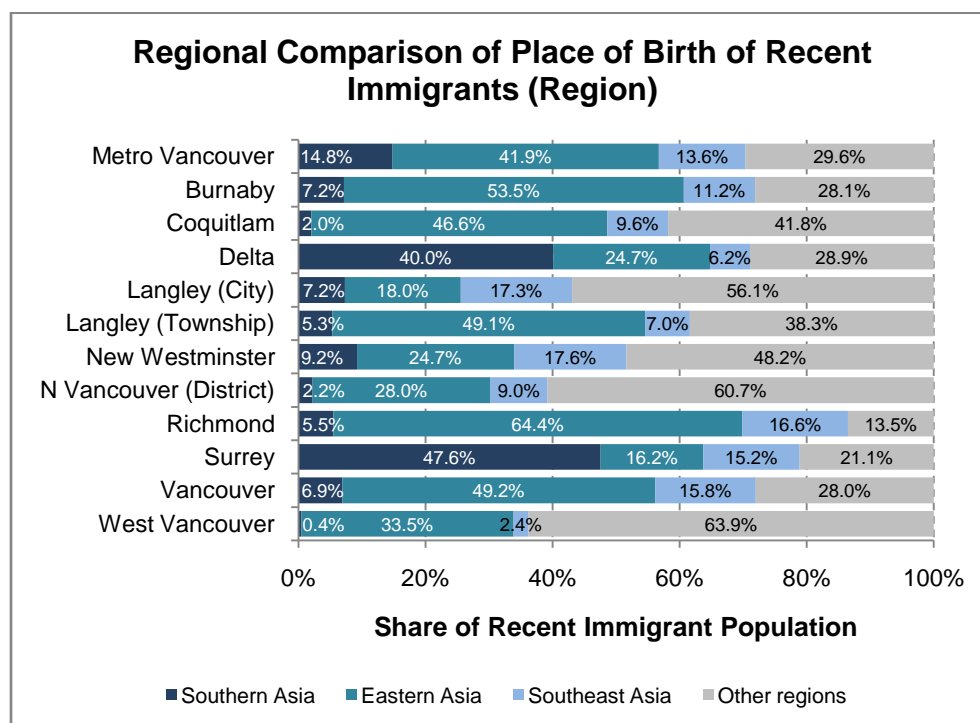 Regional Comparison of Place of Birth of Recent
Immigrants (Region)
Metro Vancouver 14.8% 41.9% 13.6% 29.6%
Burnaby 7.2% 53.5% 11.2% 28.1%
Coquitlam 2.0% 46.6% 9.6% 41.8%
Delta 40.0% 24.7% 6.2% 28.9%
Langley (City) 7.2% 18.0% 17.3% 56.1%
Langley (Township) 5.3% 49.1% 7.0% 38.3%
New Westminster 9.2% 24.7% 17.6% 48.2%
N Vancouver (District) 2.2% 28.0% 9.0% 60.7%
Richmond 5.5% 64.4% 16.6% 13.5%
Surrey 47.6% 16.2% 15.2% 21.1%
Vancouver 6.9% 49.2% 15.8% 28.0%
West Vancouver 0.4% 33.5% 2.4% 63.9%
0% 20% 40% 60% 80% 100%
Share of Recent Immigrant Population
Southern Asia Eastern Asia Southeast Asia Other regions